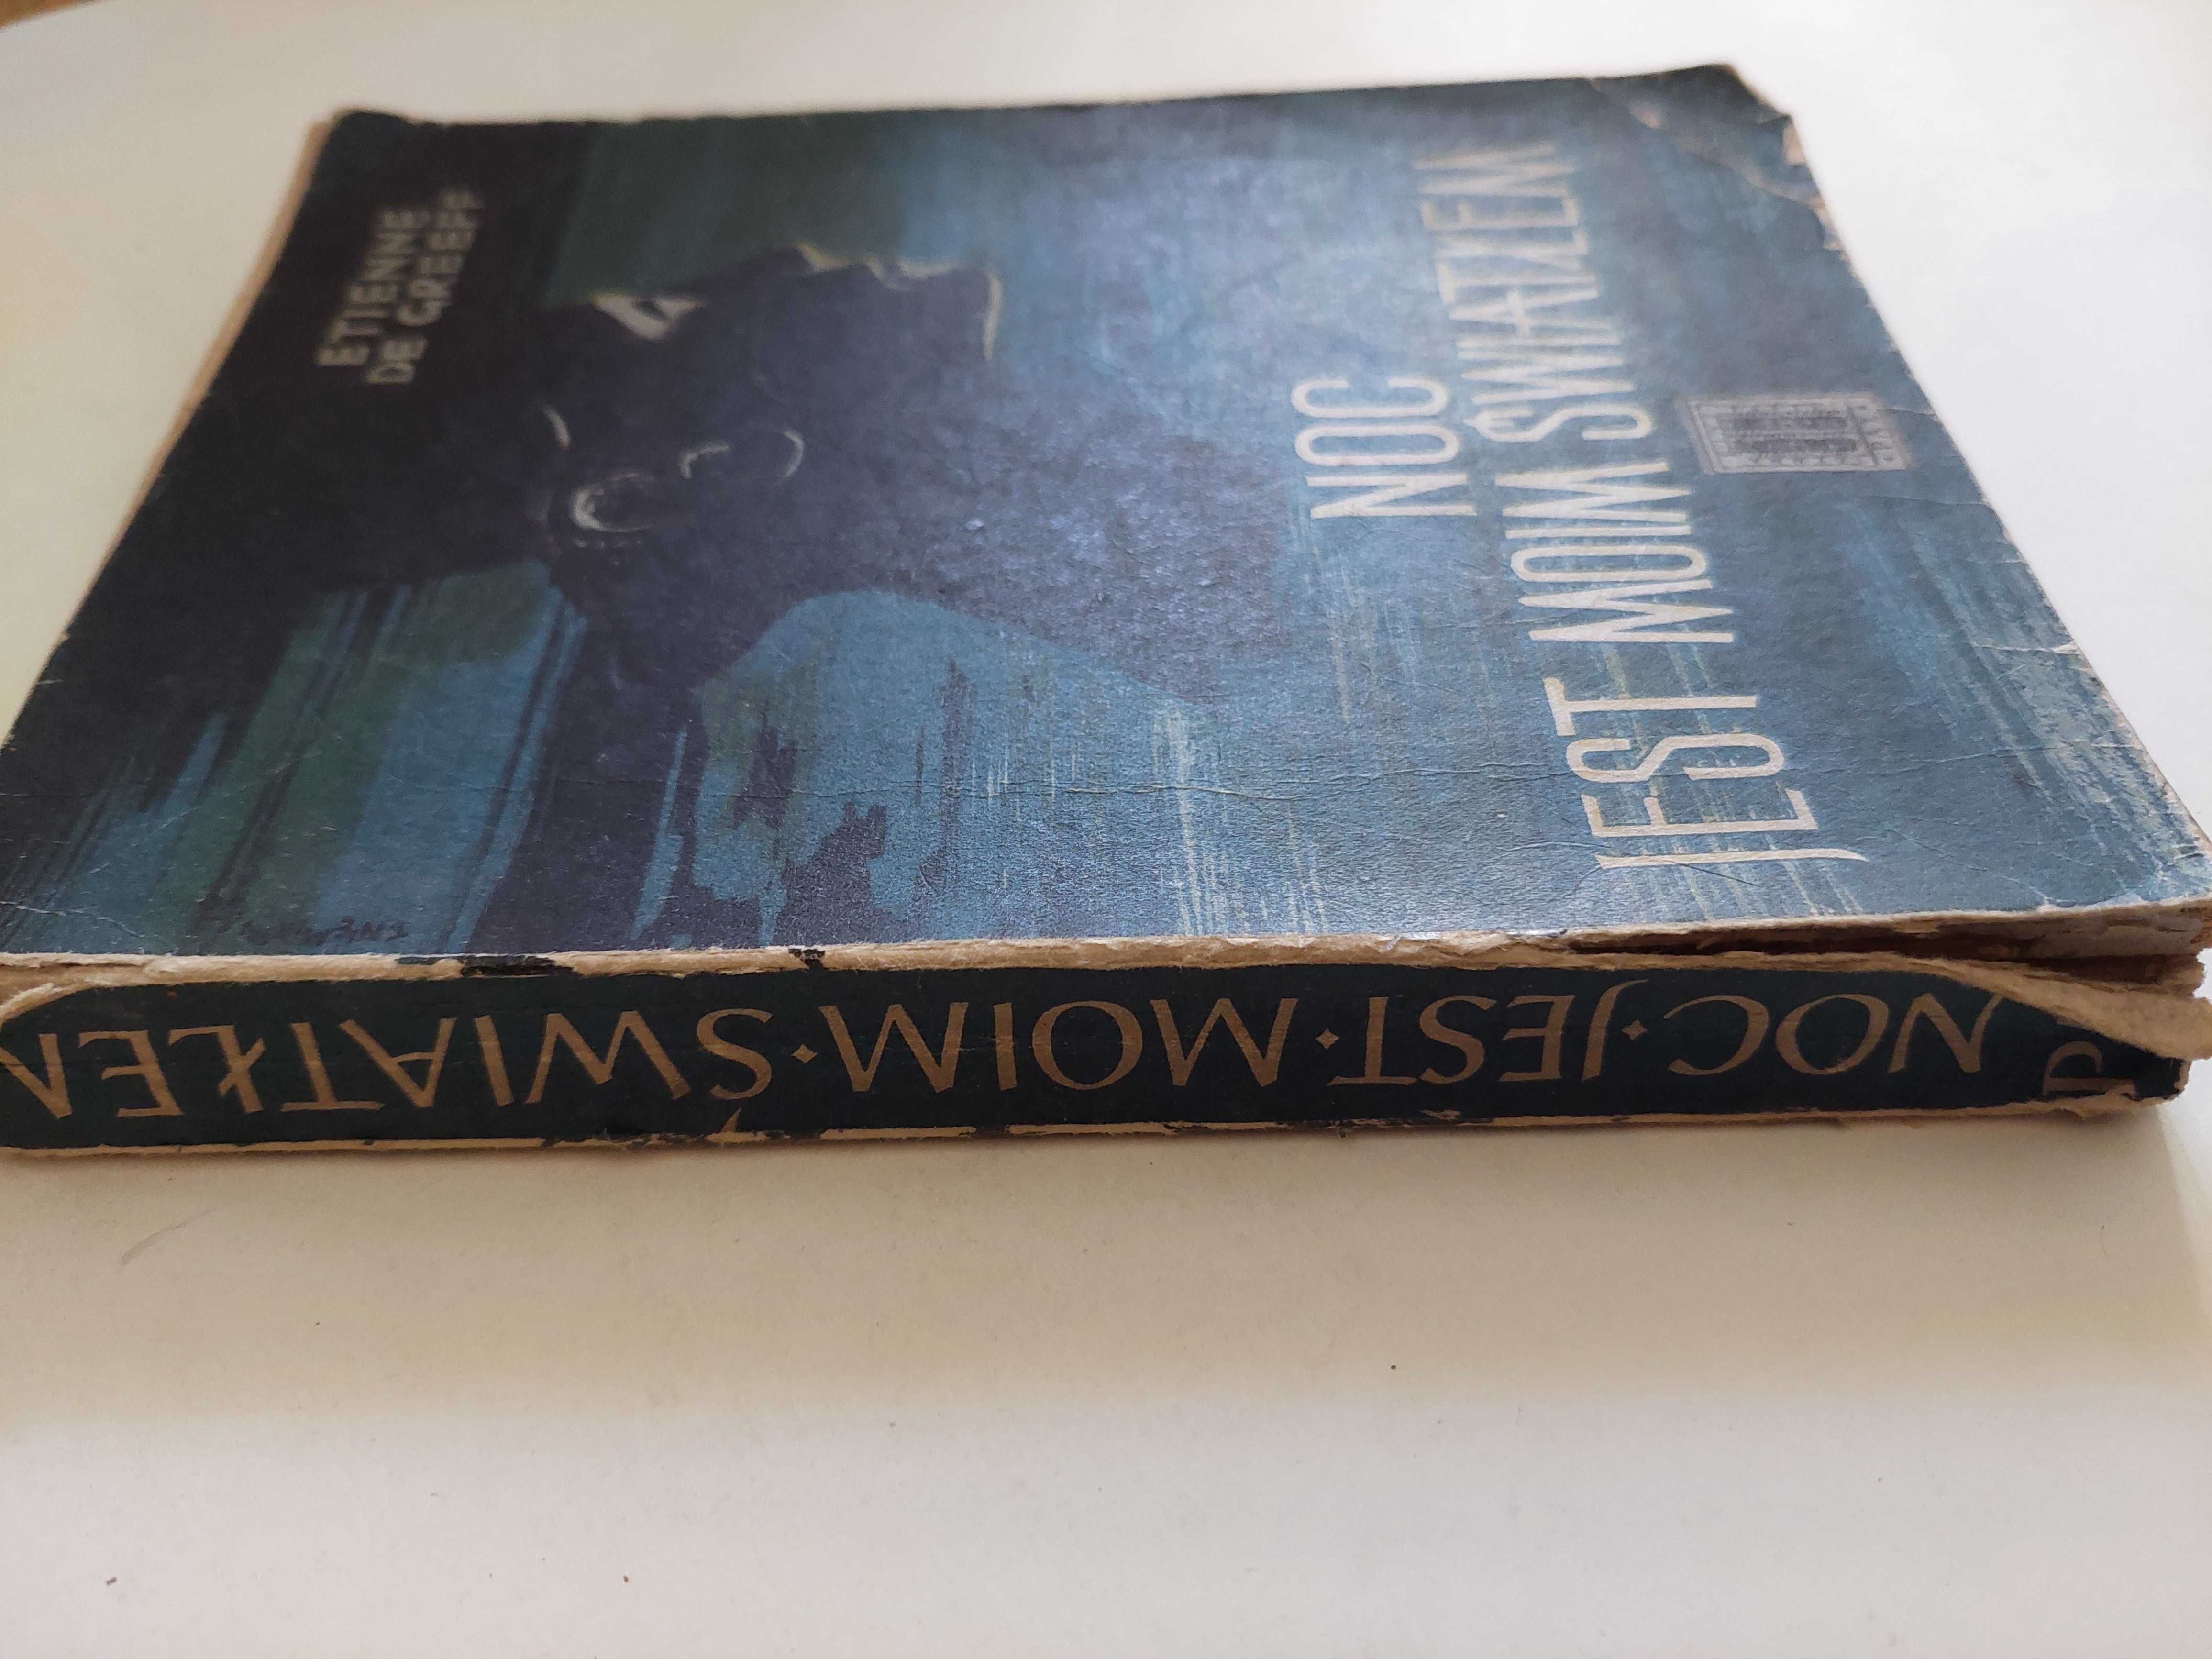 ETIENNE
DE GREEFF
NOC
JEST MOIM ŚWIATŁEM
NOC · JEST · MOIM · ŚWIATŁEM